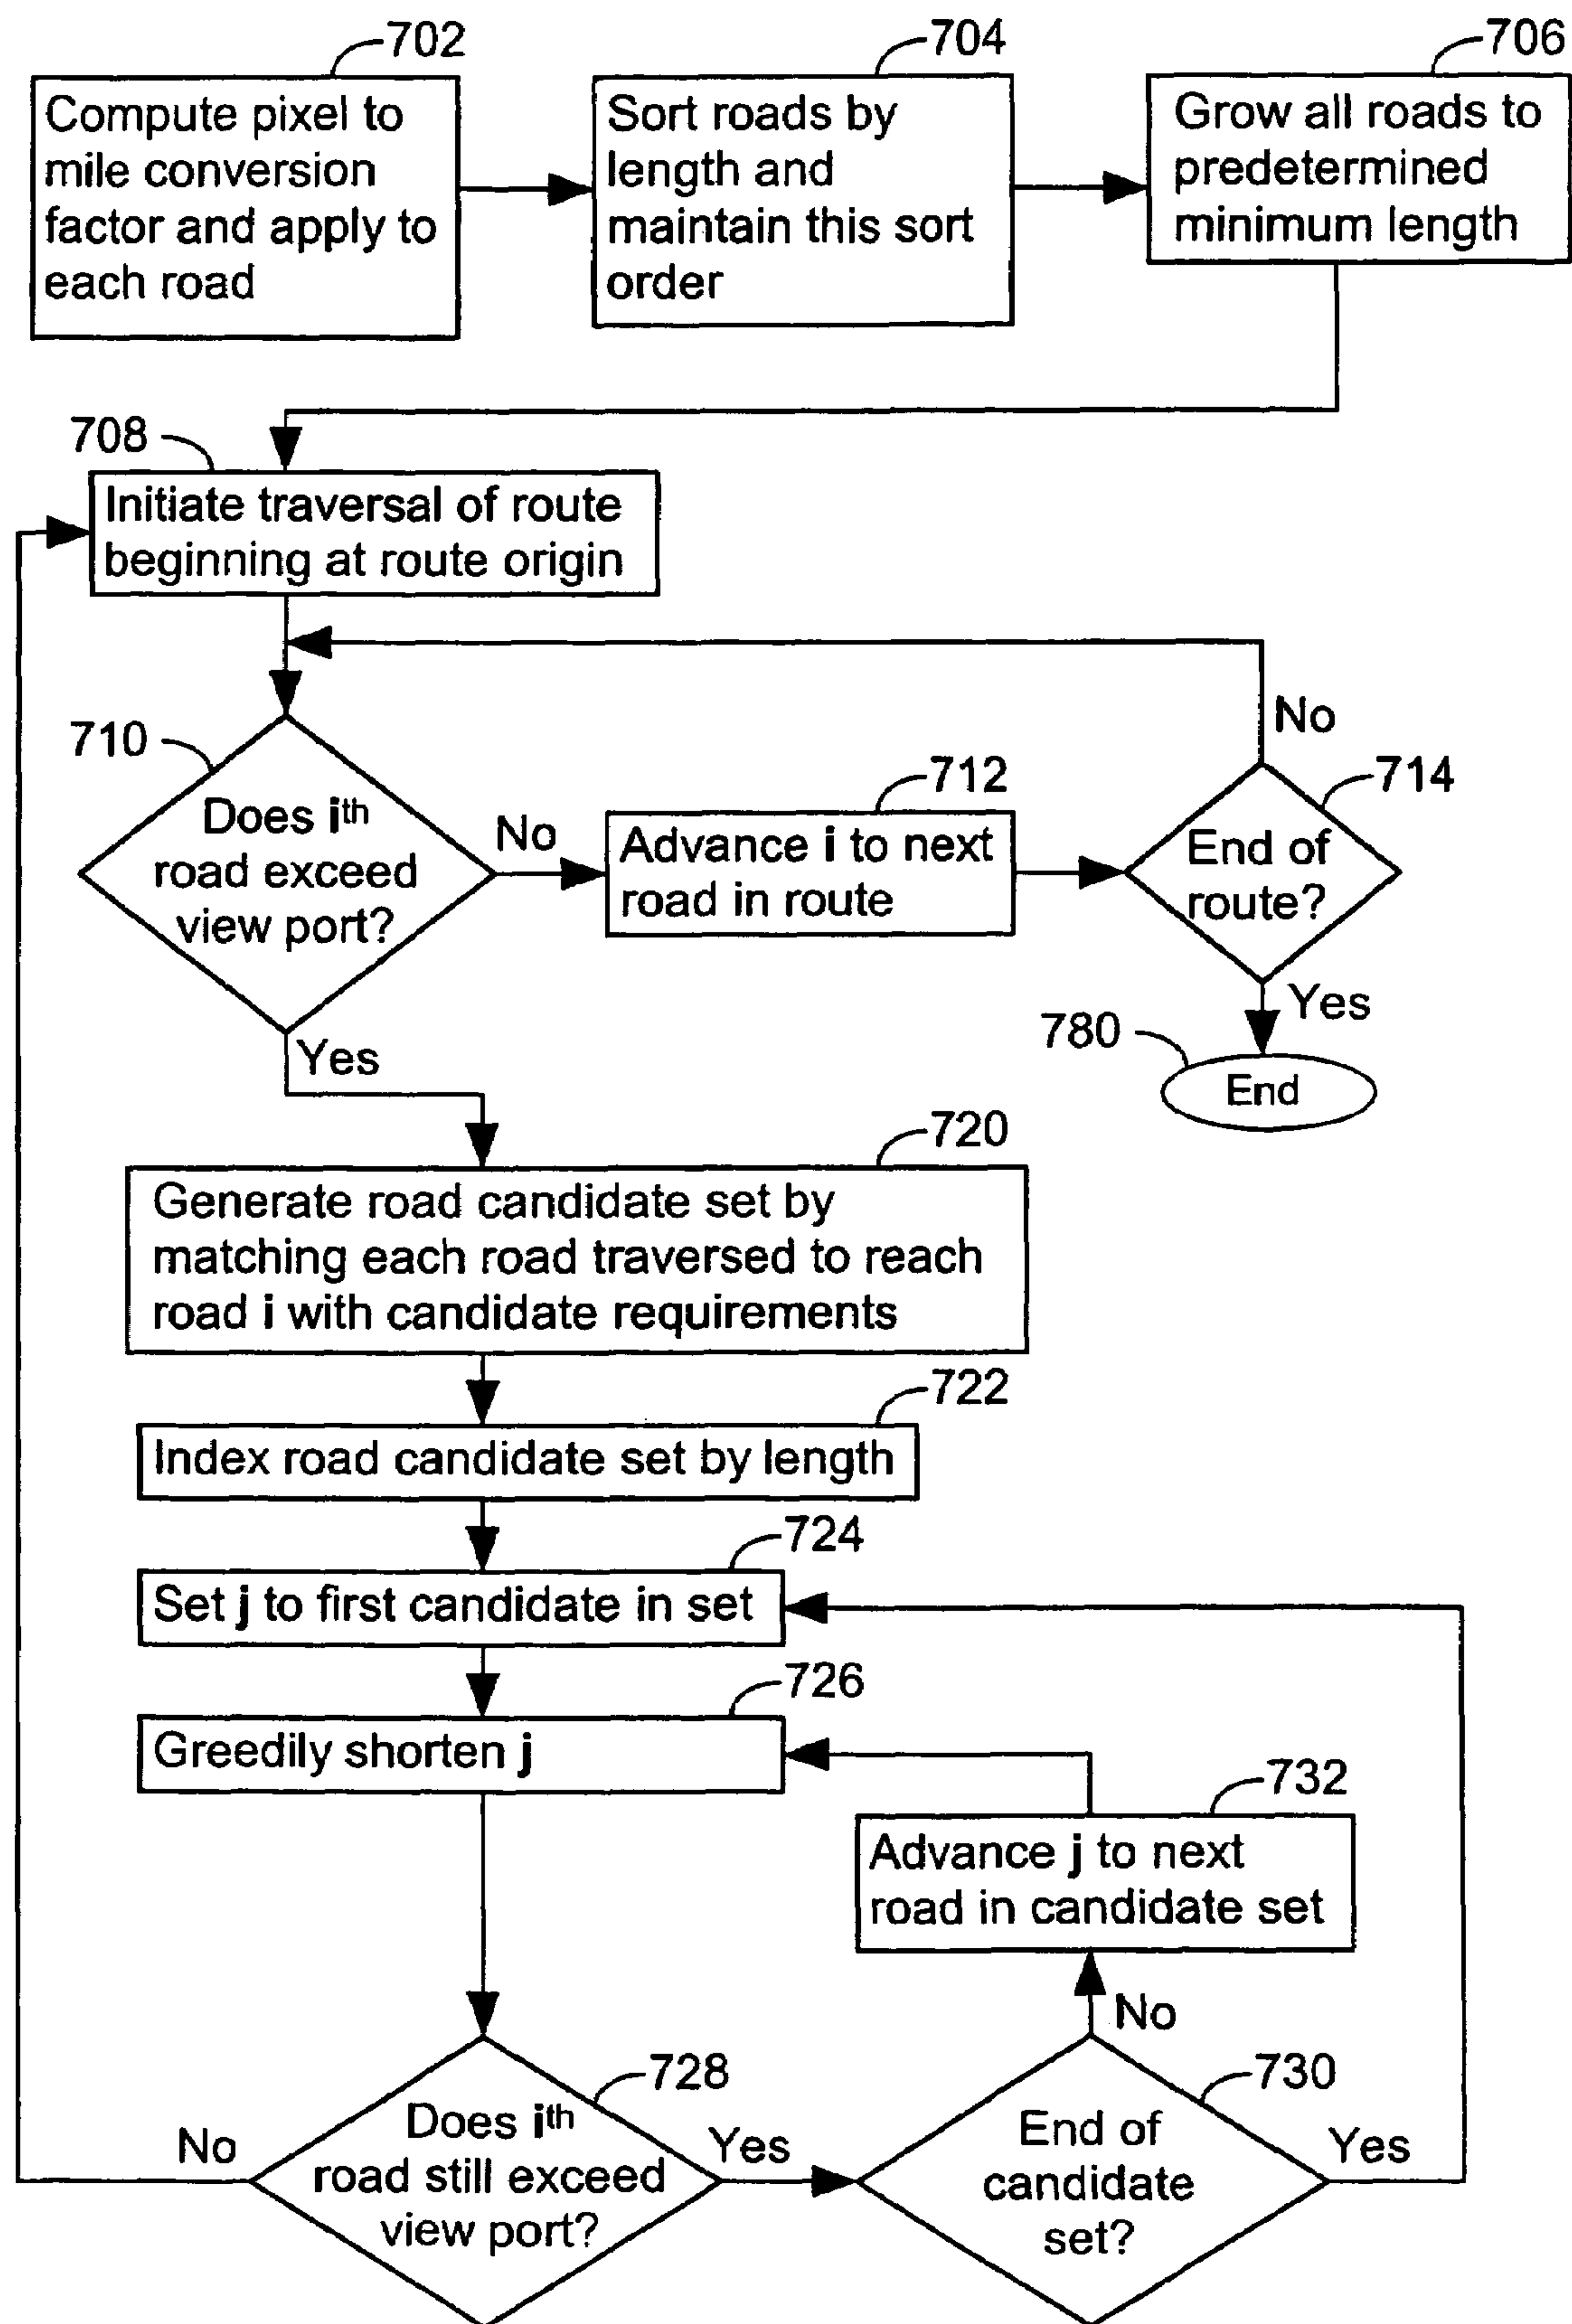 702
Compute pixel to
mile conversion
factor and apply to
each road
704
Sort roads by
length and
maintain this sort
order
706
Grow all roads to
predetermined
minimum length
708
Initiate traversal of route
beginning at route origin
710
Does ith
road exceed
view port?
No
712
Advance i to next
road in route
No
714
End of
route?
Yes
780
End
Yes
720
Generate road candidate set by
matching each road traversed to reach
road i with candidate requirements
722
Index road candidate set by length
724
Set j to first candidate in set
726
Greedily shorten j
732
Advance j to next
road in candidate set
No
728
Does ith
road still exceed
view port?
No
Yes
730
End of
candidate
set?
Yes